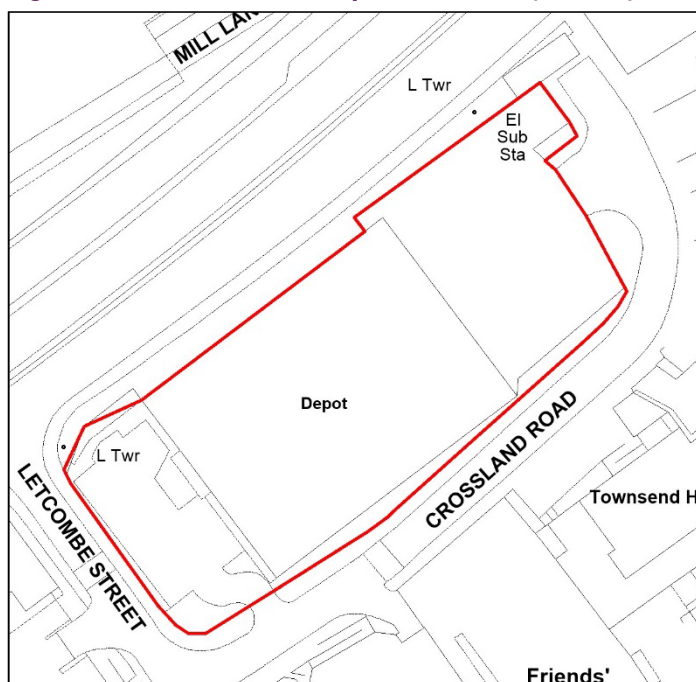 MILL LAN
L Twr
El
Sub
Sta
Depot
L Twr
CROSSLAND ROAD
LETCOMBE STREET
Townsend H
Friends'